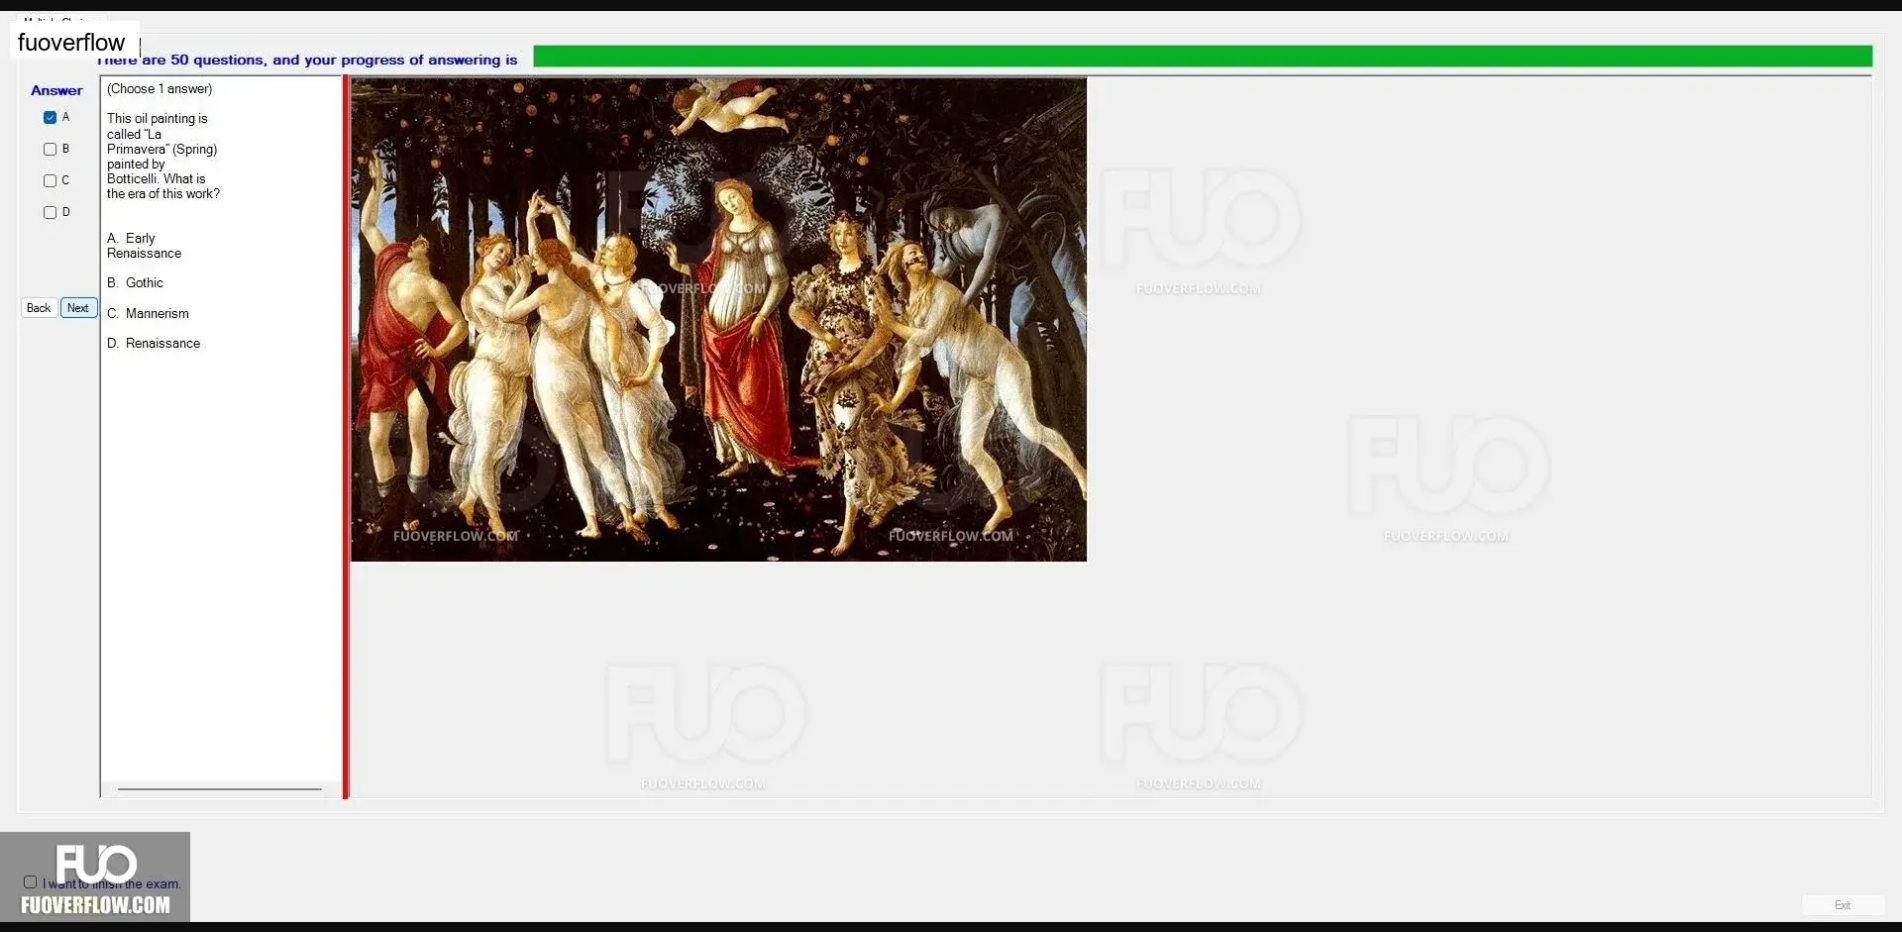 fuoverflow
There are 50 questions, and your progress of answering is
Answer
A
B
C
D
Back
Next
(Choose 1 answer)
This oil painting is
called "La
Primavera" (Spring)
painted by
Botticelli. What is
the era of this work?
A. Early
Renaissance
B. Gothic
C. Mannerism
D. Renaissance
FUO
FUOVERFLOW.COM
FUO
FUOVERFLOW.COM
FUO
FUOVERFLOW.COM
FUOVERFLOW.COM
FUOVERFLOW.COM
FUO
FUOVERFLOW.COM
FUO
FUOVERFLOW.COM
I want to finish the exam.
FUO
FUOVERFLOW.COM
Exit